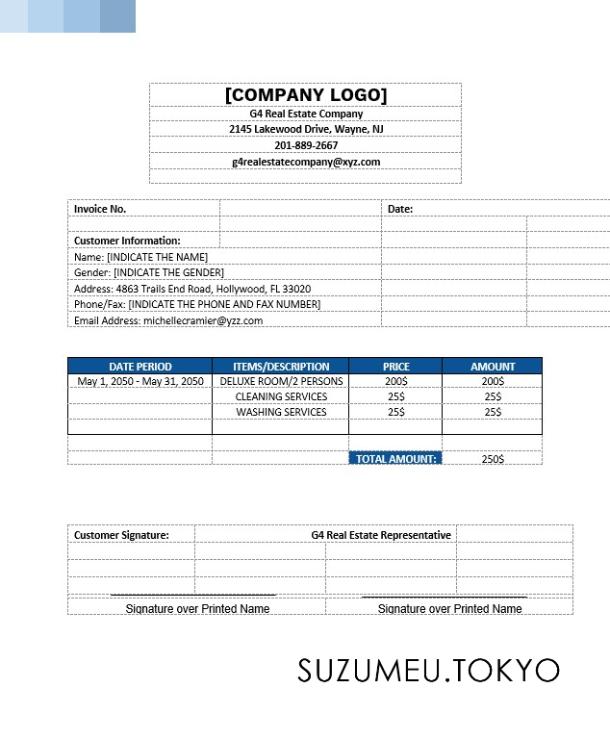 [COMPANY LOGO]
G4 Real Estate Company
2145 Lakewood Drive, Wayne, NJ
201-889-2667
g4realestatecompany@xyz.com
Invoice No. Date:
Customer Information:
Name: [INDICATE THE NAME]
Gender: [INDICATE THE GENDER]
Address: 4863 Trails End Road, Hollywood, FL 33020
Phone/Fax: [INDICATE THE PHONE AND FAX NUMBER]
Email Address: michellecramier@yzz.com
DATE PERIOD ITEMS/DESCRIPTION PRICE AMOUNT
May 1, 2050 - May 31, 2050 DELUXE ROOM/2 PERSONS 200$ 200$
CLEANING SERVICES 25$ 25$
WASHING SERVICES 25$ 25$
TOTAL AMOUNT: 250$
Customer Signature: G4 Real Estate Representative
Signature over Printed Name Signature over Printed Name
SUZUMEU.TOKYO